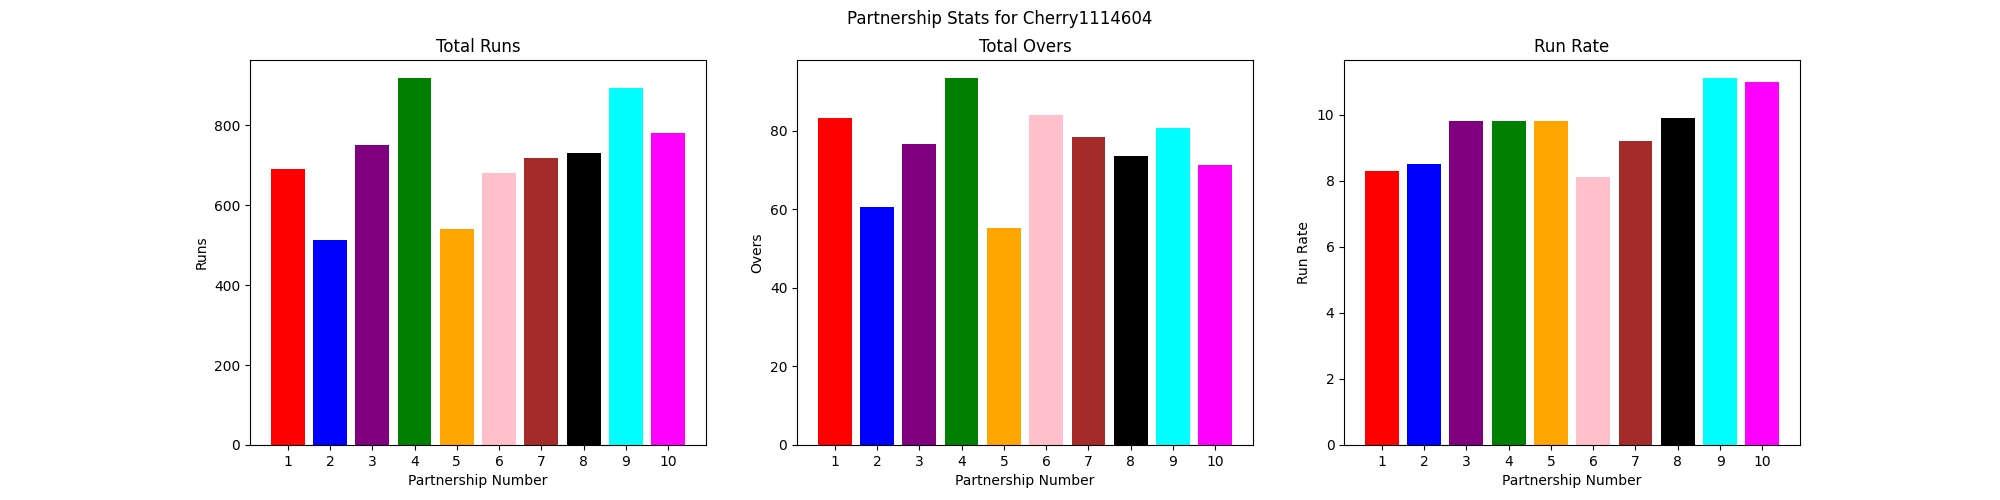 Partnership Stats for Cherry1114604
Total Runs
Runs
800
600
400
200
0
1 2 3 4 5 6 7 8 9 10
Partnership Number
Total Overs
Overs
80
60
40
20
0
1 2 3 4 5 6 7 8 9 10
Partnership Number
Run Rate
Run Rate
10
8
6
4
2
0
1 2 3 4 5 6 7 8 9 10
Partnership Number